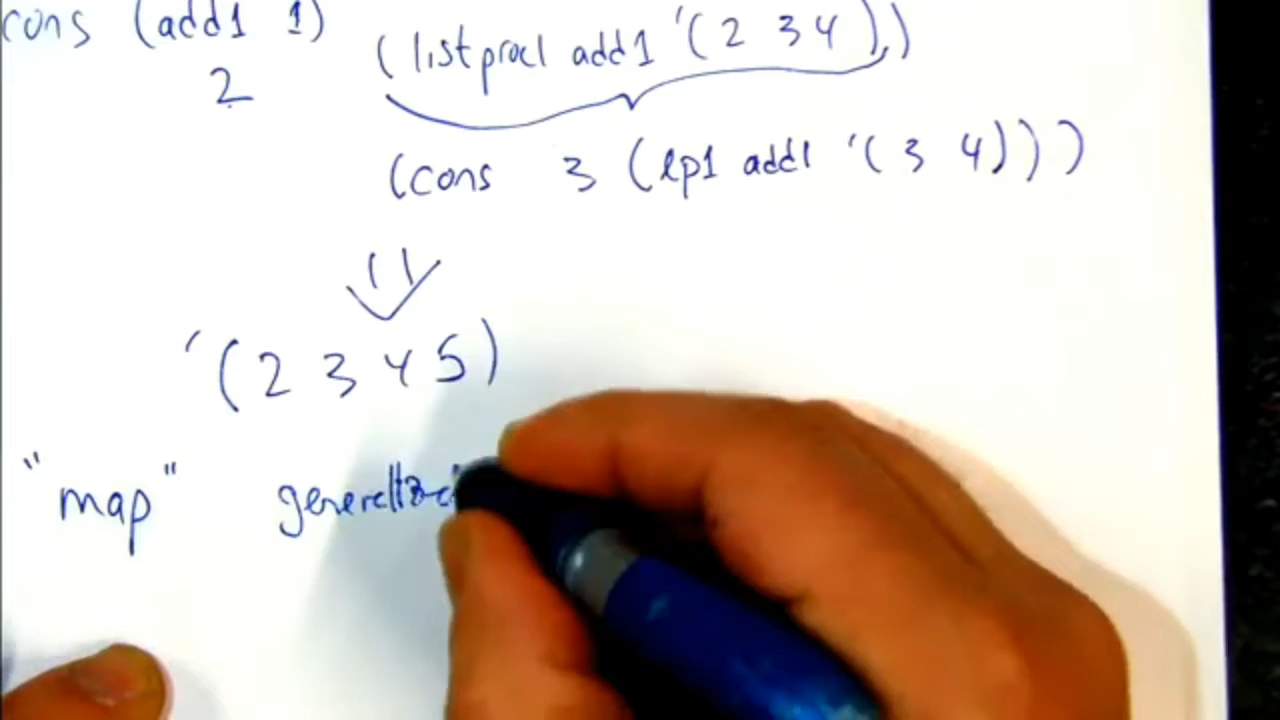 cons (add1 1) (listproc1 add1 '(2 3 4))
2
(cons 3 (lp1 add1 '(3 4)))
'(2 3 4 5)
"map"